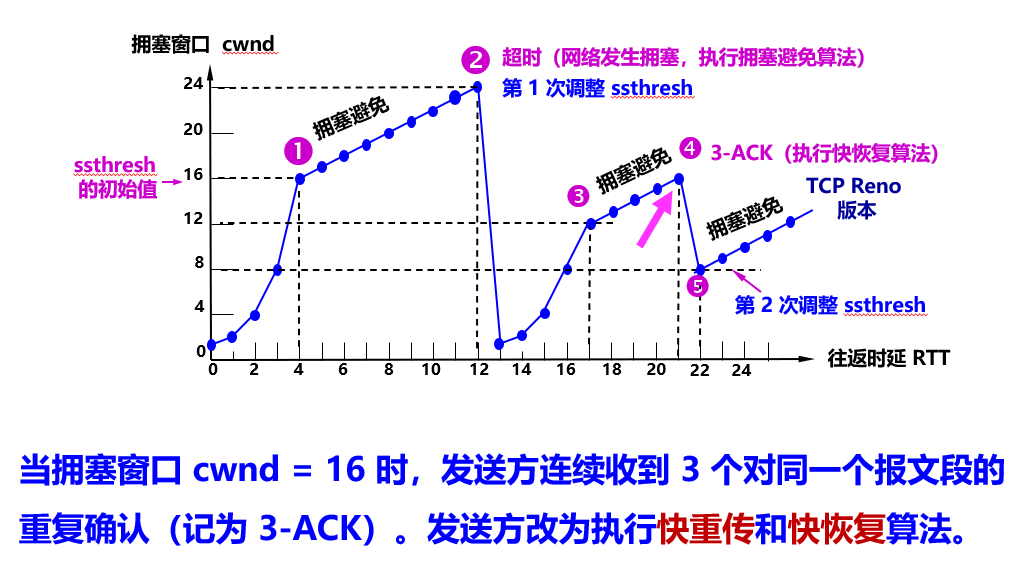 拥塞窗口 cwnd
❷ 超时（网络发生拥塞，执行拥塞避免算法）
第 1 次调整 ssthresh
24
拥塞避免
20
❶
❹ 3-ACK（执行快恢复算法）
拥塞避免
ssthresh
的初始值
16
TCP Reno
版本
❸
拥塞避免
12
8
❺
第 2 次调整 ssthresh
4
0
往返时延 RTT
0 2 4 6 8 10 12 14 16 18 20 22 24
当拥塞窗口 cwnd = 16 时，发送方连续收到 3 个对同一个报文段的
重复确认（记为 3-ACK）。发送方改为执行快重传和快恢复算法。